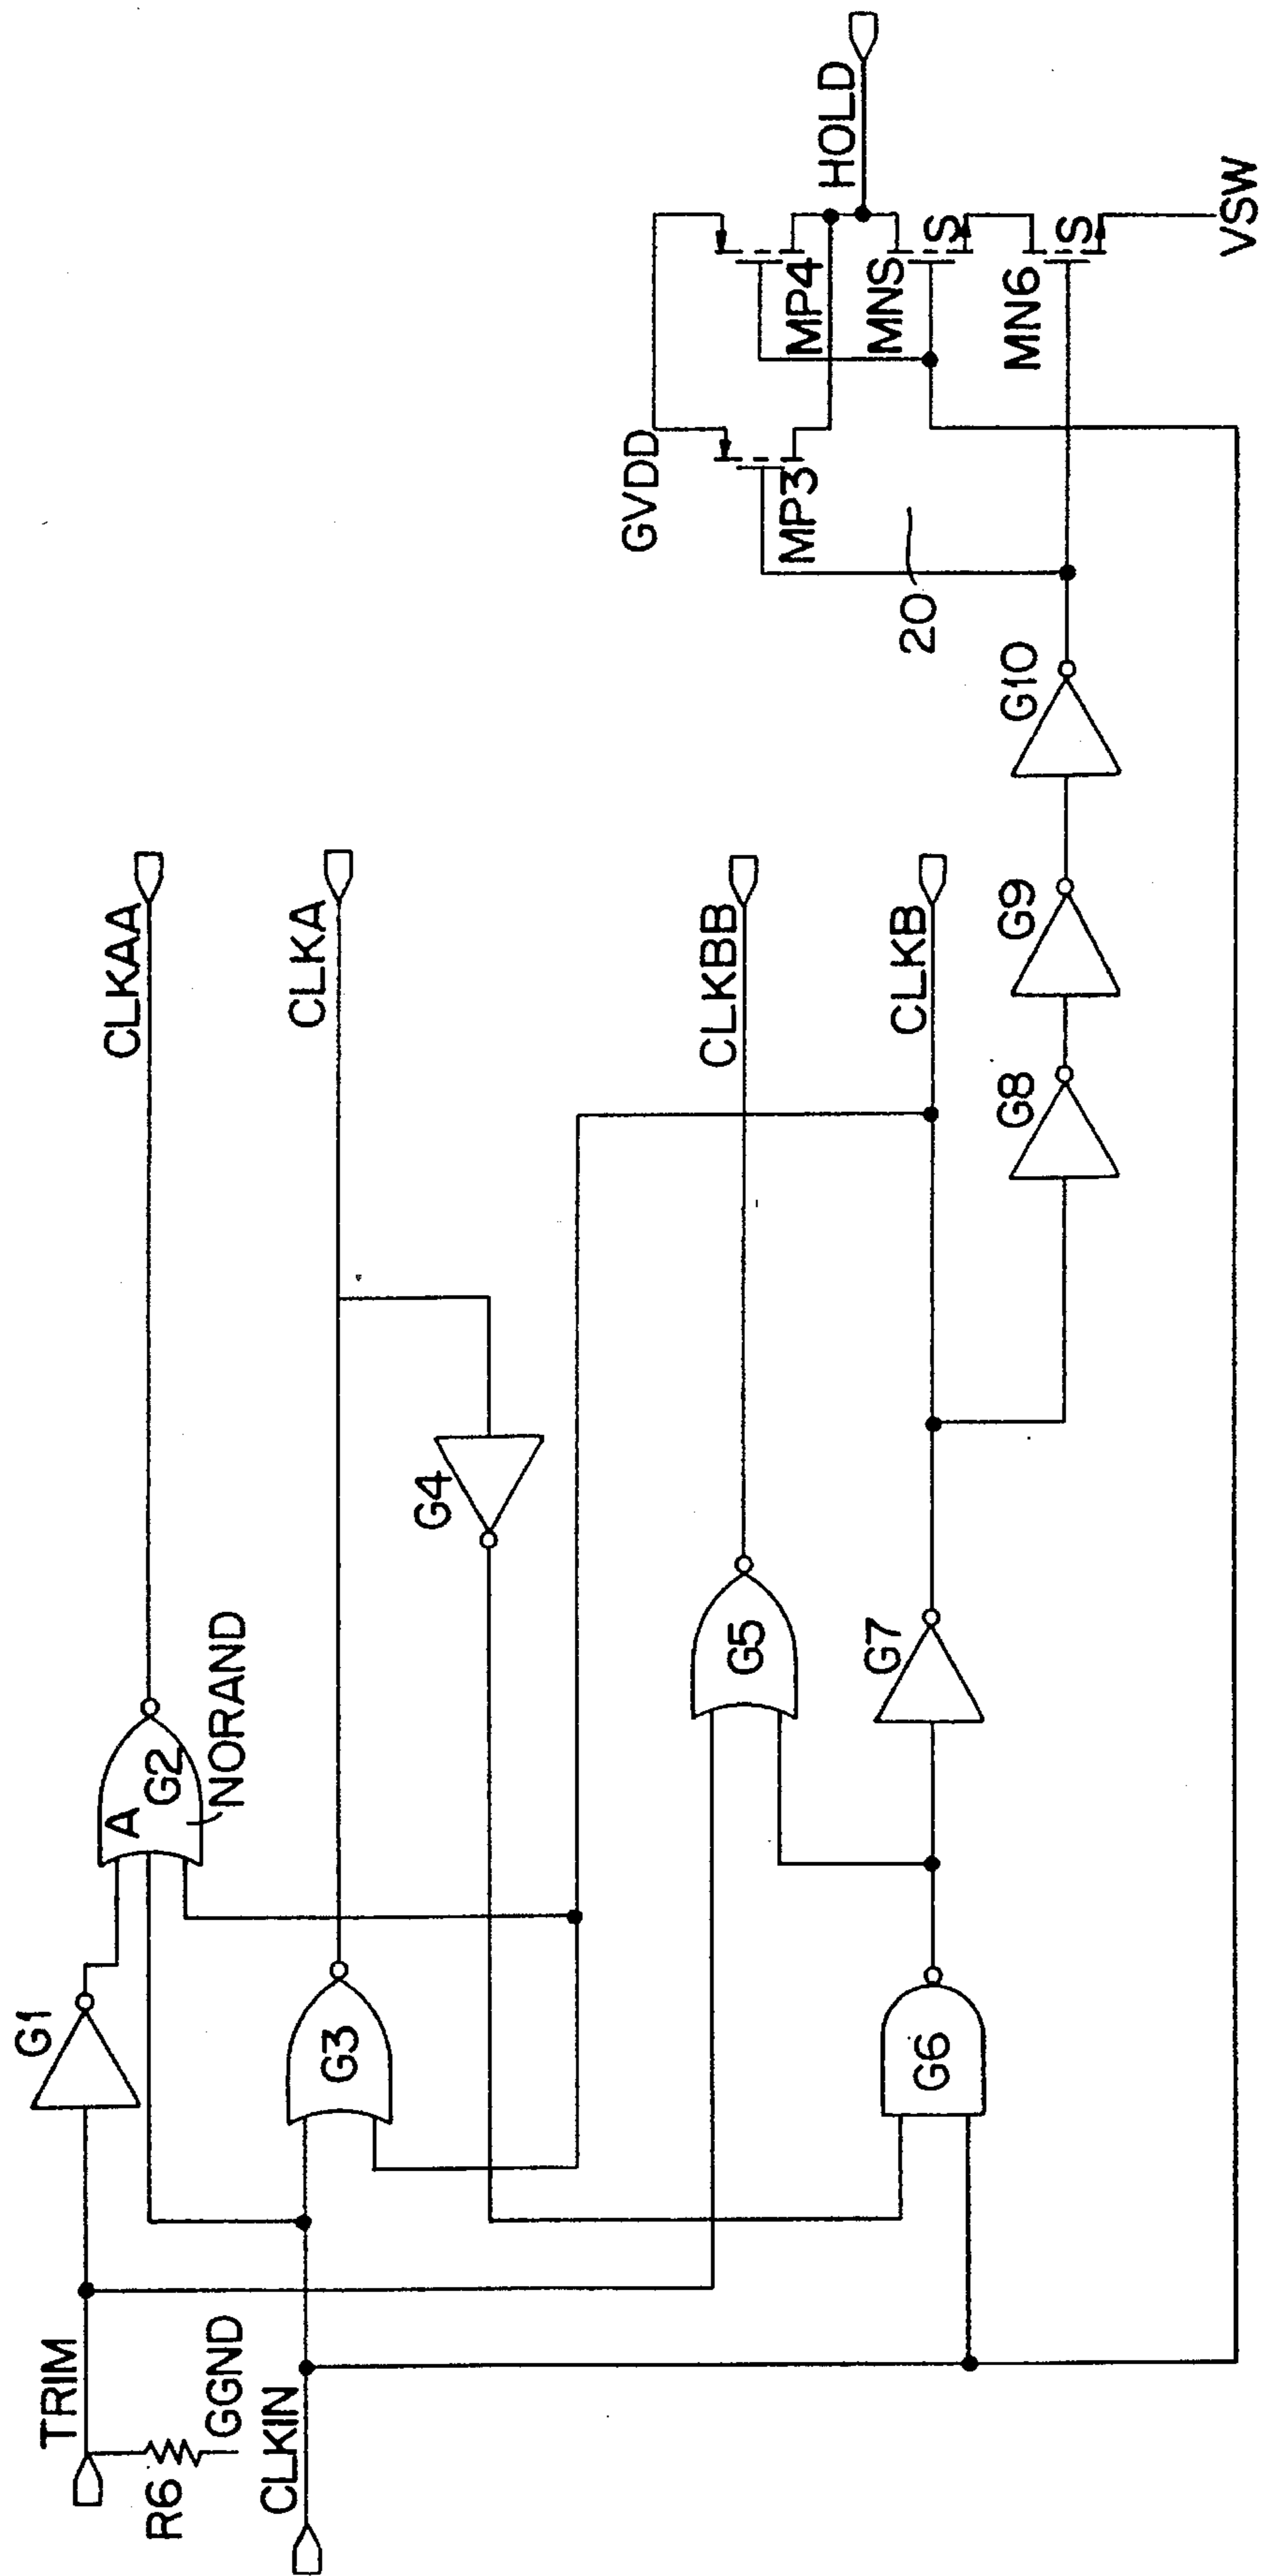 TRIM
R6
GGND
CLKIN
G1
A
G2
NORAND
CLKAA
G3
CLKA
G4
G5
CLKBB
G6
G7
CLKB
G8
G9
G10
20
GVDD
MP3
MP4
HOLD
MNS
S
MN6
S
VSW